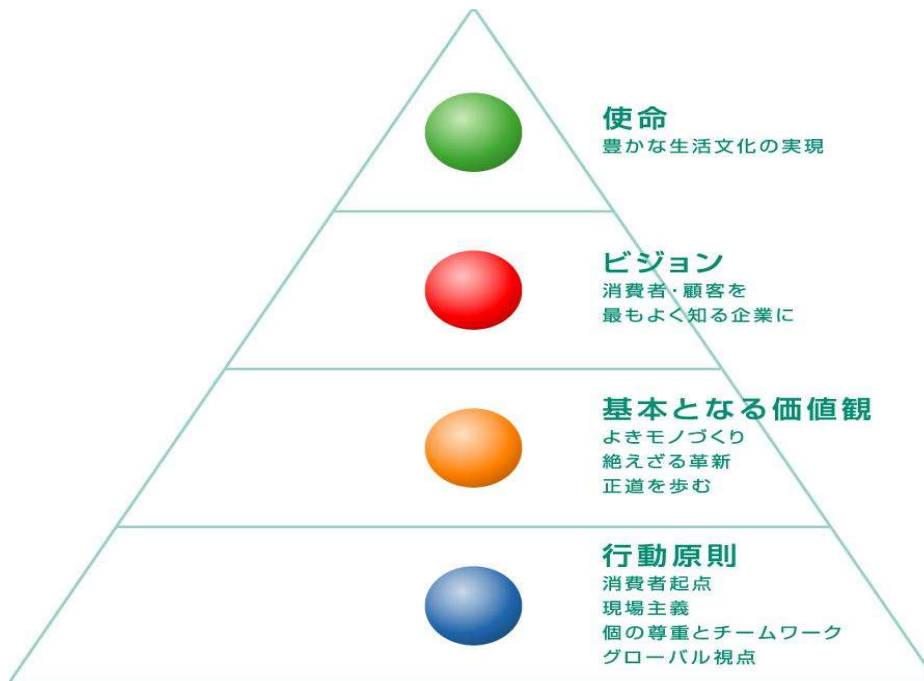 使命
豊かな生活文化の実現
ビジョン
消費者・顧客を
最もよく知る企業に
基本となる価値観
よきモノづくり
絶えざる革新
正道を歩む
行動原則
消費者起点
現場主義
個の尊重とチームワーク
グローバル視点